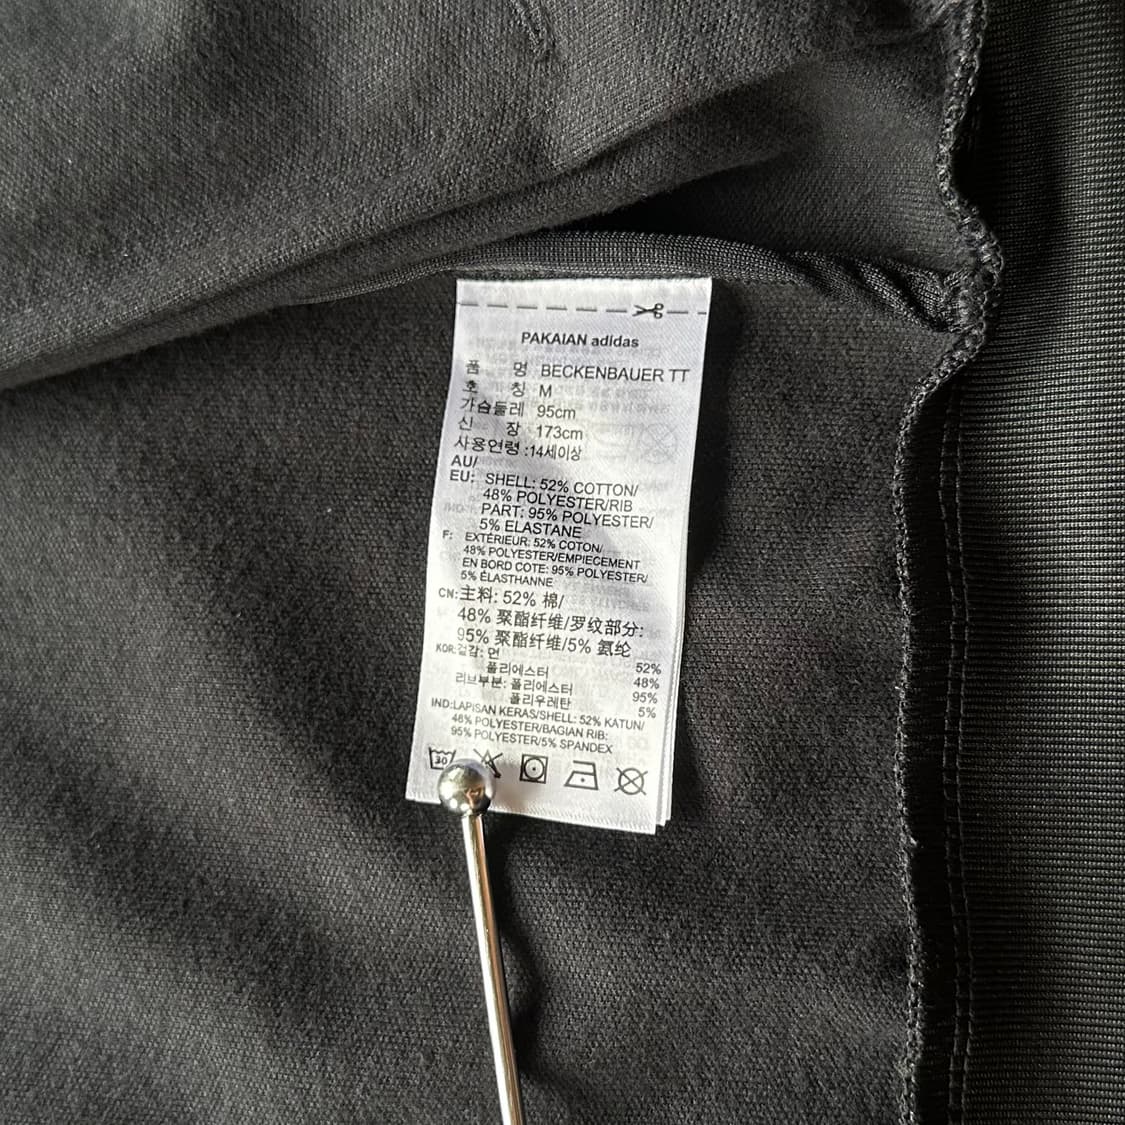 PAKAIAN adidas
품 명 BECKENBAUER TT
호 칭 M
가슴둘레 95cm
신 장 173cm
사용연령 :14세이상
AU/
EU: SHELL: 52% COTTON/
48% POLYESTER/RIB
PART: 95% POLYESTER/
5% ELASTANE
F: EXTÉRIEUR: 52% COTON/
48% POLYESTER/EMPIECEMENT
EN BORD COTE: 95% POLYESTER/
5% ÉLASTHANNE
CN:主料: 52% 棉/
48% 聚酯纤维/罗纹部分:
95% 聚酯纤维/5% 氨纶
KOR:겉감: 면 52%
폴리에스터 48%
리브부분: 폴리에스터 95%
폴리우레탄 5%
IND:LAPISAN KERAS/SHELL: 52% KATUN/
48% POLYESTER/BAGIAN RIB:
95% POLYESTER/5% SPANDEX
30